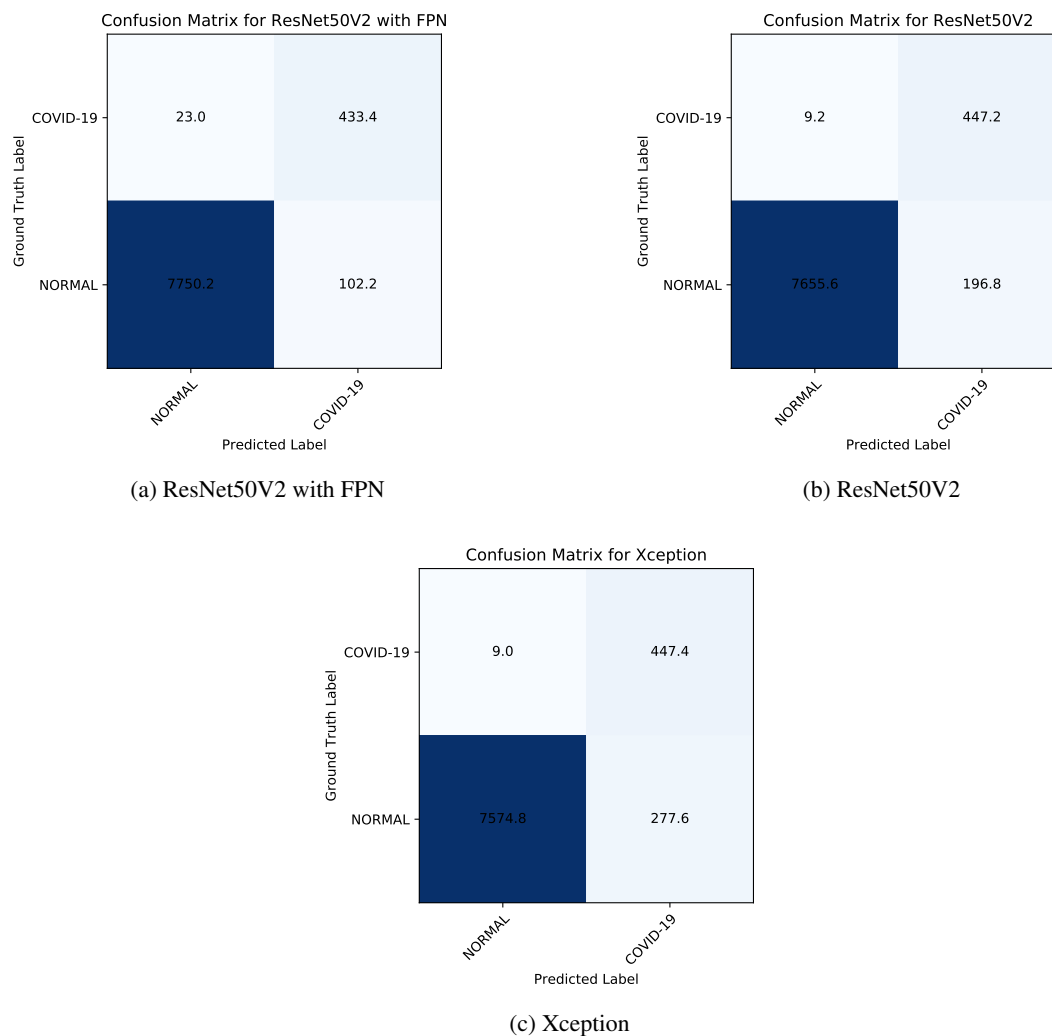 Confusion Matrix for ResNet50V2 with FPN
COVID-19
23.0
433.4
Ground Truth Label
NORMAL
7750.2
102.2
NORMAL
COVID-19
Predicted Label
(a) ResNet50V2 with FPN
Confusion Matrix for ResNet50V2
COVID-19
9.2
447.2
Ground Truth Label
NORMAL
7655.6
196.8
NORMAL
COVID-19
Predicted Label
(b) ResNet50V2
Confusion Matrix for Xception
COVID-19
9.0
447.4
Ground Truth Label
NORMAL
7574.8
277.6
NORMAL
COVID-19
Predicted Label
(c) Xception